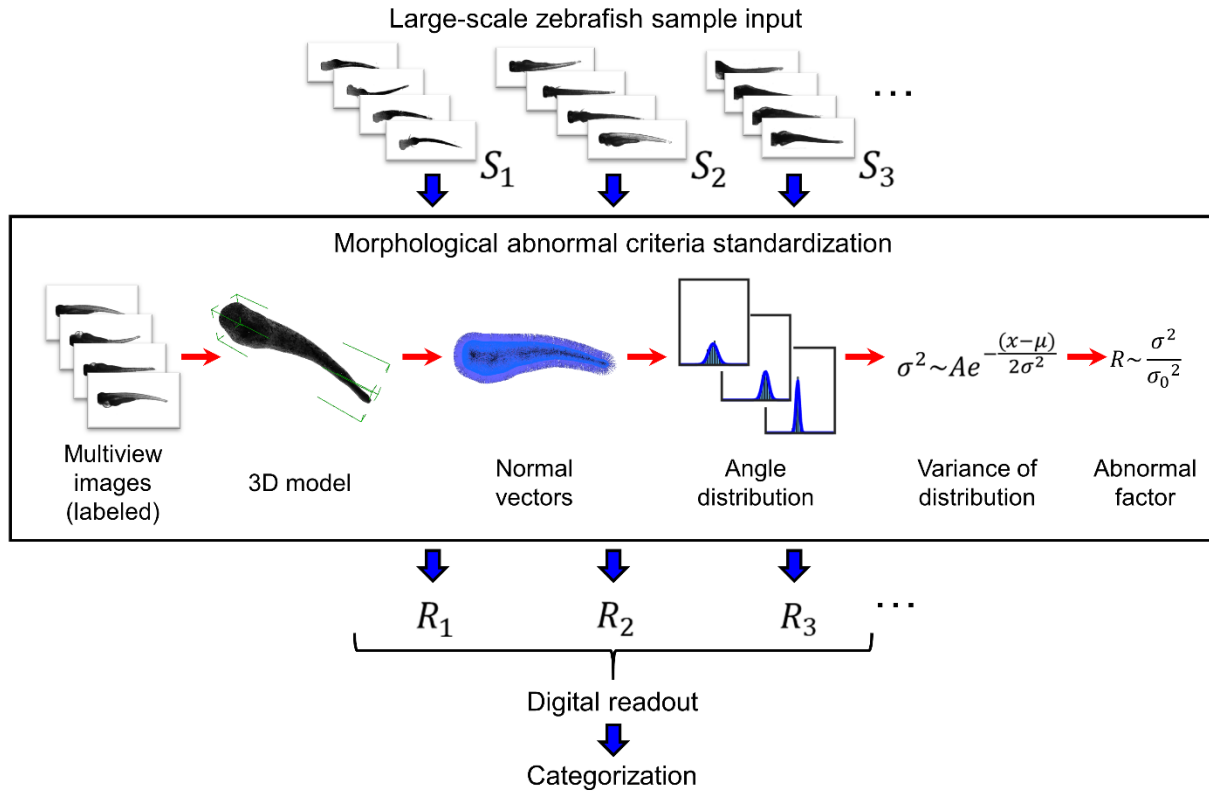 Large-scale zebrafish sample input
...
S₁ S₂ S₃
Morphological abnormal criteria standardization
σ²~Ae^(-(x-μ)/2σ²)
R~σ²/σ₀²
Multiview
images
(labeled)
3D model
Normal
vectors
Angle
distribution
Variance of
distribution
Abnormal
factor
R₁ R₂ R₃ ...
Digital readout
Categorization